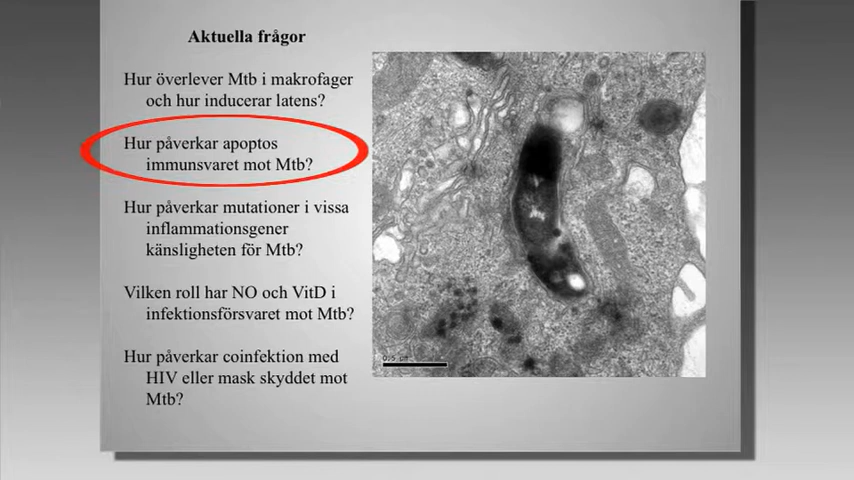 Aktuella frågor
Hur överlever Mtb i makrofager
och hur inducerar latens?
Hur påverkar apoptos
immunsvaret mot Mtb?
Hur påverkar mutationer i vissa
inflammationsgener
känsligheten för Mtb?
Vilken roll har NO och VitD i
infektionsförsvaret mot Mtb?
Hur påverkar coinfektion med
HIV eller mask skyddet mot
Mtb?